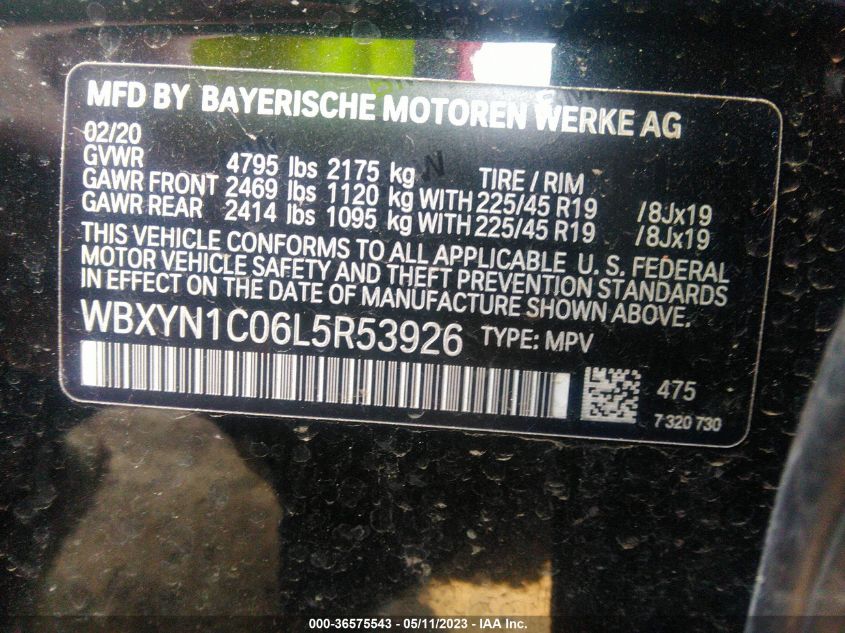 MFD BY BAYERISCHE MOTOREN WERKE AG
02/20
GVWR 4795 lbs 2175 kg TIRE / RIM
GAWR FRONT 2469 lbs 1120 kg WITH 225/45 R19 /8Jx19
GAWR REAR 2414 lbs 1095 kg WITH 225/45 R19 /8Jx19
THIS VEHICLE CONFORMS TO ALL APPLICABLE U. S. FEDERAL
MOTOR VEHICLE SAFETY AND THEFT PREVENTION STANDARDS
IN EFFECT ON THE DATE OF MANUFACTURE SHOWN ABOVE.
WBXYN1C06L5R53926 TYPE: MPV
475
7 320 730
000-36575543 - 05/11/2023 - IAA Inc.